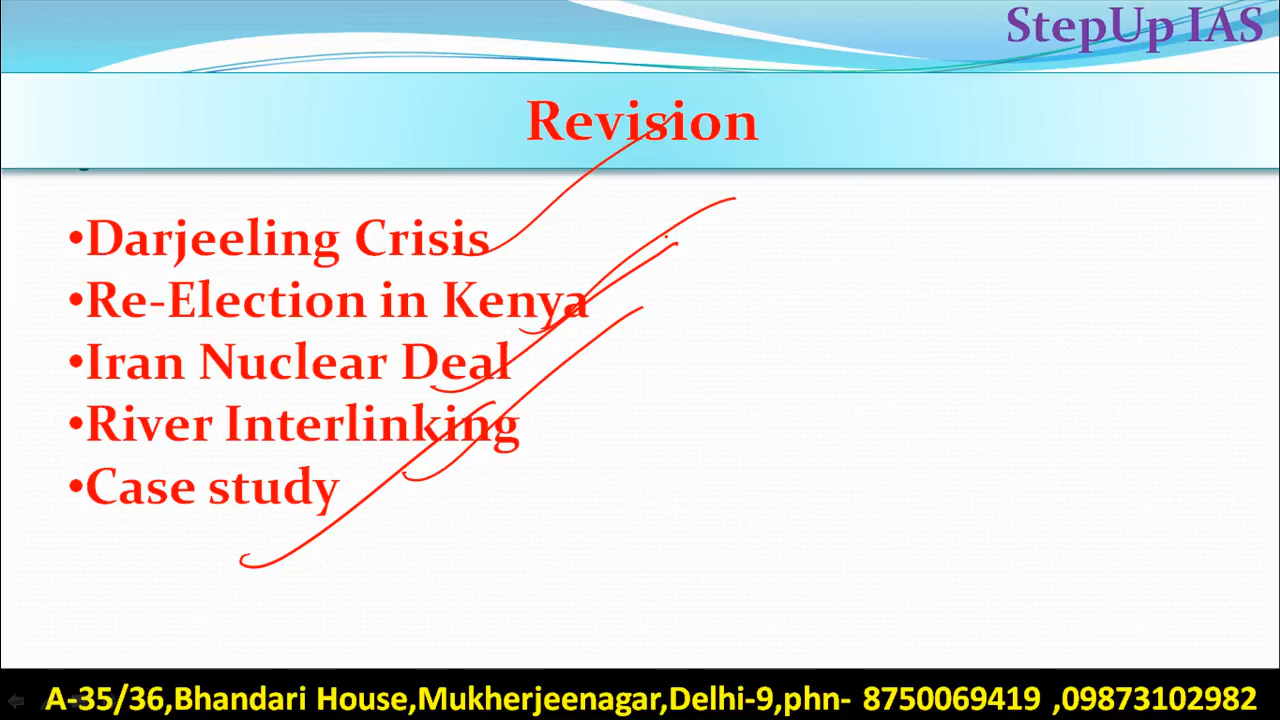 StepUp IAS
Revision
•Darjeeling Crisis
•Re-Election in Kenya
•Iran Nuclear Deal
•River Interlinking
•Case study
A-35/36,Bhandari House,Mukherjeenagar,Delhi-9,phn- 8750069419 ,09873102982